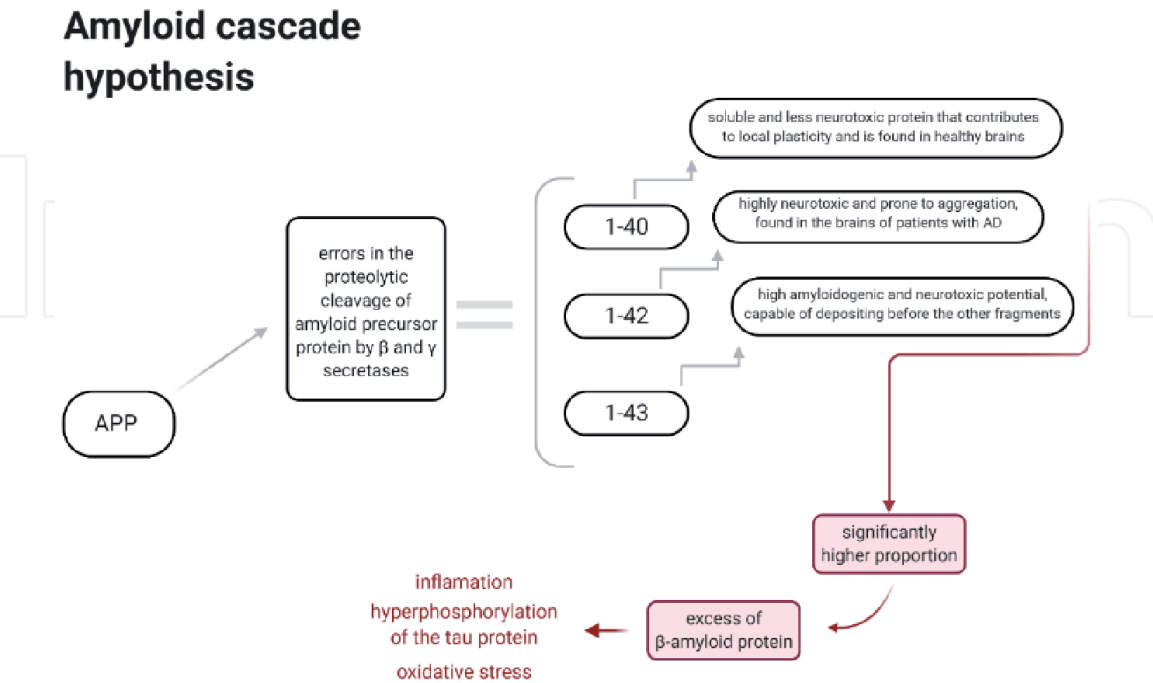 Amyloid cascade
hypothesis
soluble and less neurotoxic protein that contributes
to local plasticity and is found in healthy brains
highly neurotoxic and prone to aggregation,
found in the brains of patients with AD
high amyloidogenic and neurotoxic potential,
capable of depositing before the other fragments
1-40
1-42
1-43
errors in the
proteolytic
cleavage of
amyloid precursor
protein by β and γ
secretases
APP
significantly
higher proportion
excess of
β-amyloid protein
inflamation
hyperphosphorylation
of the tau protein
oxidative stress